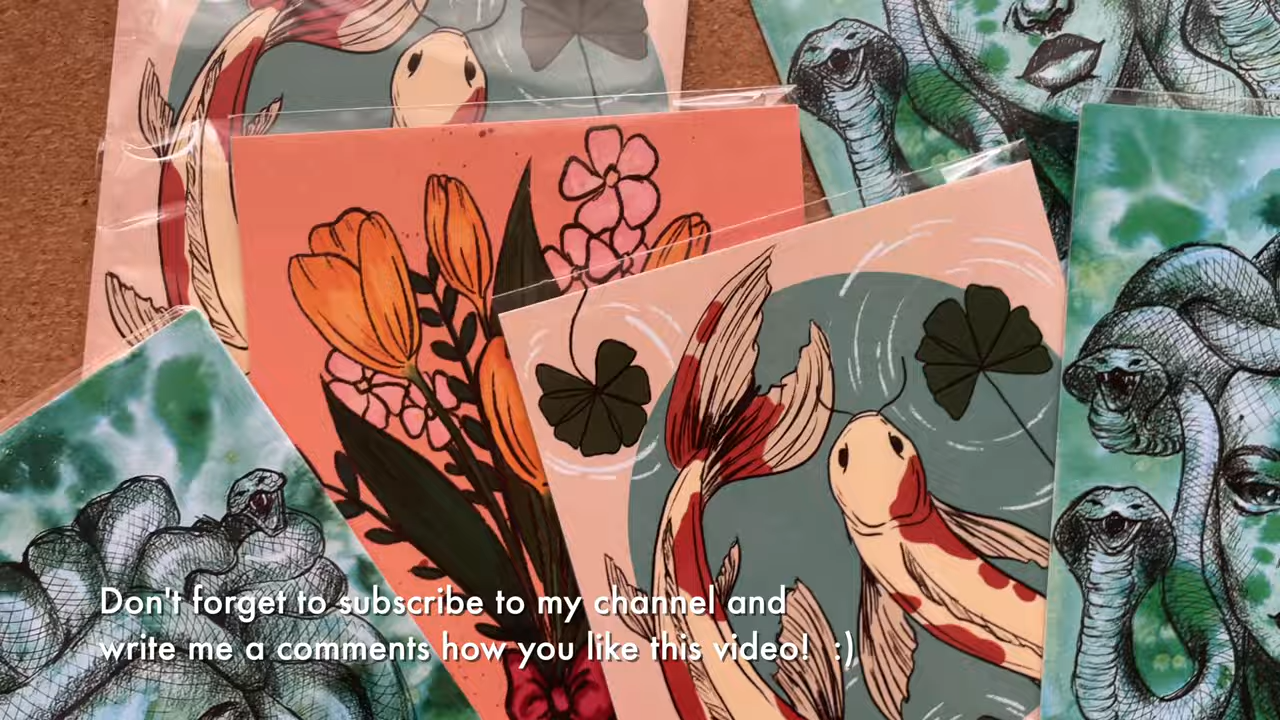 Don't forget to subscribe to my channel and
write me a comments how you like this video!  :)